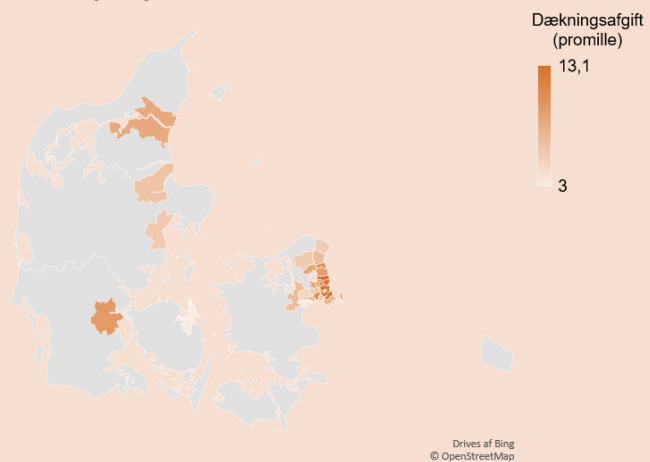 Dækningsafgift
(promille)
13,1
3
Drives af Bing
© OpenStreetMap